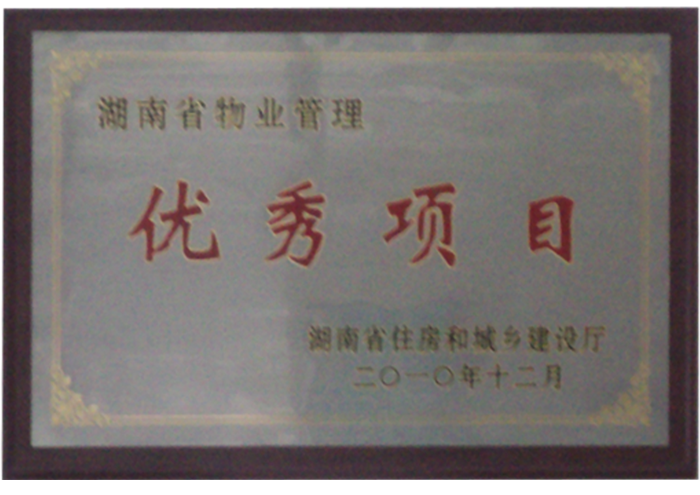 湖南省物业管理
优秀项目
湖南省住房和城乡建设厅
二〇一〇年十二月